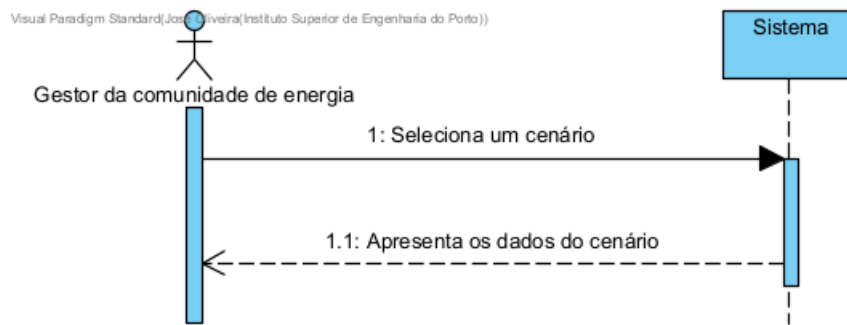 Visual Paradigm Standard(José Oliveira(Instituto Superior de Engenharia do Porto))
Sistema
Gestor da comunidade de energia
1: Seleciona um cenário
1.1: Apresenta os dados do cenário